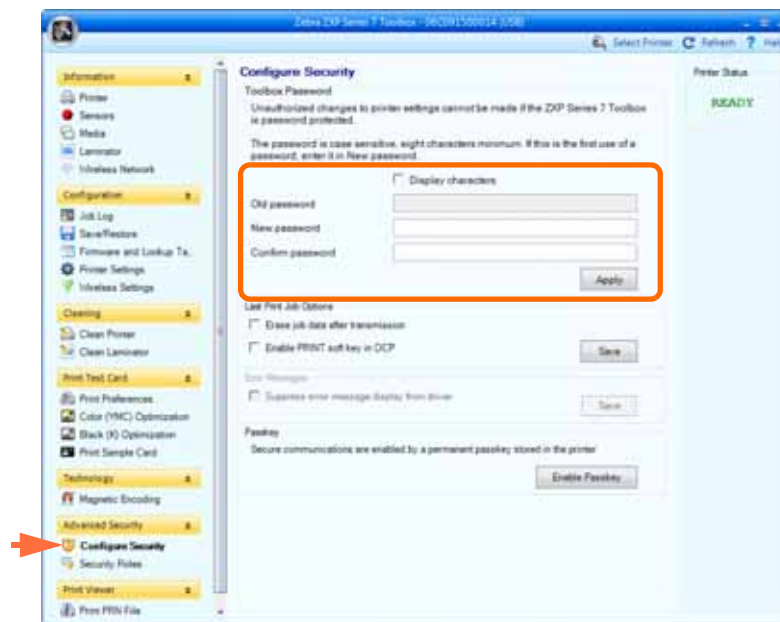 Zebra ZXP Series 7 Toolbox - 06C091500014 (USB)
Select Printer Refresh ? Help
Information
Printer
Sensors
Media
Laminator
Wireless Network
Configuration
Job Log
Save/Restore
Firmware and Lookup Ta..
Printer Settings
Wireless Settings
Cleaning
Clean Printer
Clean Laminator
Print Test Card
Print Preferences
Color (YMC) Optimization
Black (K) Optimization
Print Sample Card
Technology
Magnetic Encoding
Advanced Security
Configure Security
Security Roles
Print Viewer
Print PRN File
Configure Security
Toolbox Password
Unauthorized changes to printer settings cannot be made if the ZXP Series 7 Toolbox
is password protected.
The password is case sensitive, eight characters minimum. If this is the first use of a
password, enter it in New password.
Display characters
Old password
New password
Confirm password
Apply
Last Print Job Options
Erase job data after transmission
Enable PRINT soft key in OCP
Save
Error Messages
Suppress error message display from driver
Save
Passkey
Secure communications are enabled by a permanent passkey stored in the printer
Enable Passkey
Printer Status
READY